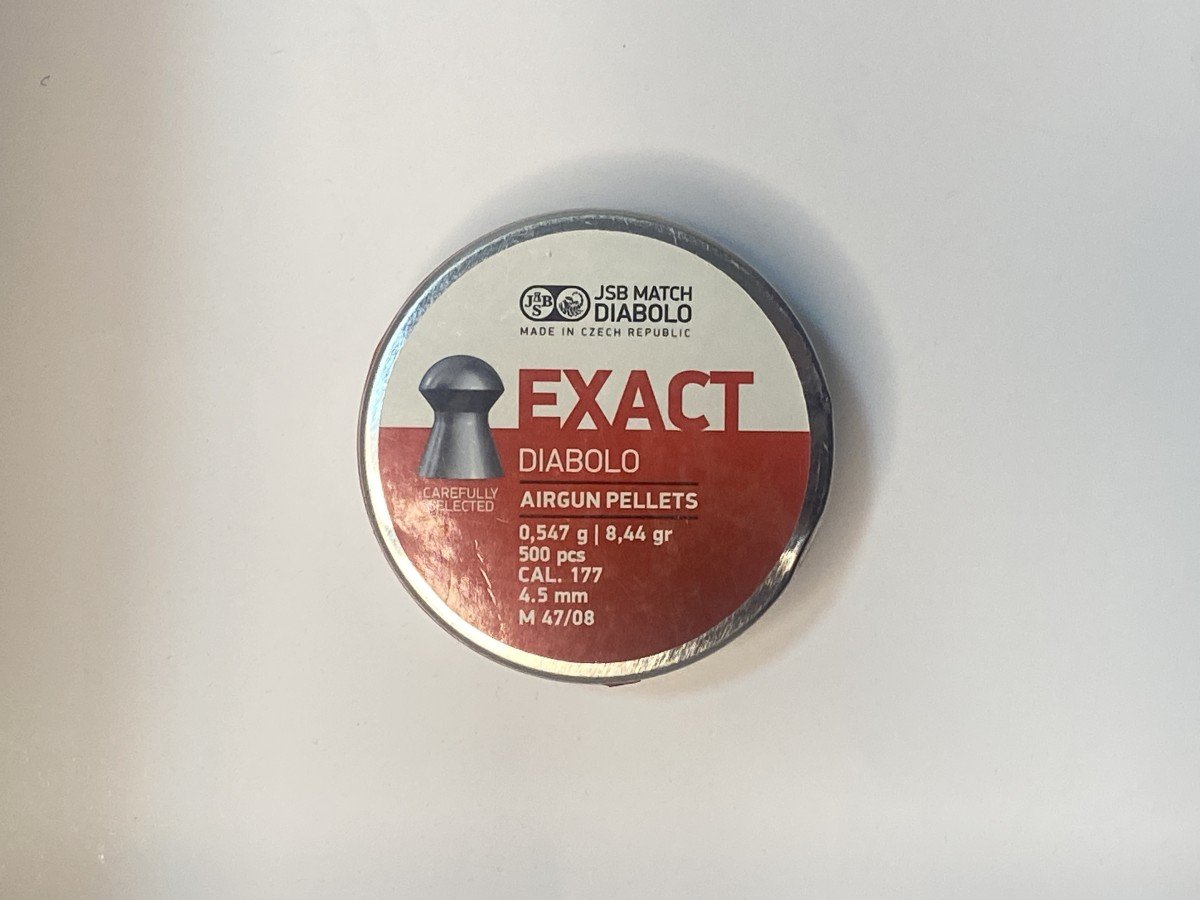 JSB
JSB MATCH
DIABOLO
MADE IN CZECH REPUBLIC
EXACT
DIABOLO
CAREFULLY
SELECTED
AIRGUN PELLETS
0,547 g | 8,44 gr
500 pcs
CAL. 177
4.5 mm
M 47/08